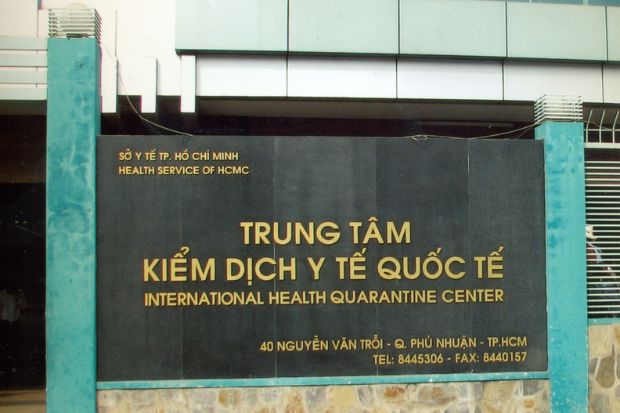 SỞ Y TẾ TP. HỒ CHÍ MINH
HEALTH SERVICE OF HCMC
TRUNG TÂM
KIỂM DỊCH Y TẾ QUỐC TẾ
INTERNATIONAL HEALTH QUARANTINE CENTER
40 NGUYỄN VĂN TRỖI - Q. PHÚ NHUẬN - TP.HCM
TEL: 8445306 - FAX: 8440157